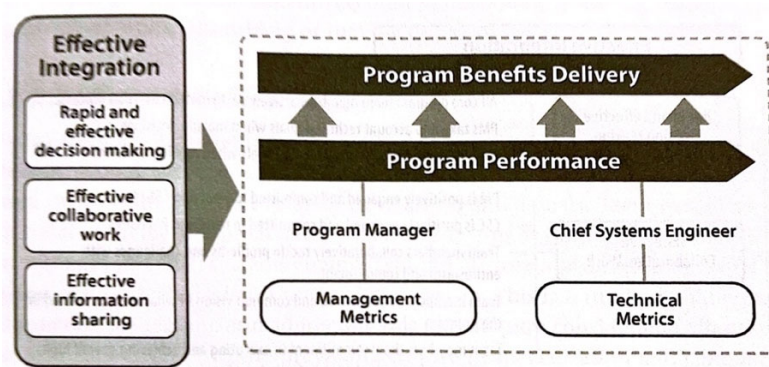 Effective
Integration
Rapid and
effective
decision making
Effective
collaborative
work
Effective
information
sharing
Program Benefits Delivery
Program Performance
Program Manager
Chief Systems Engineer
Management
Metrics
Technical
Metrics